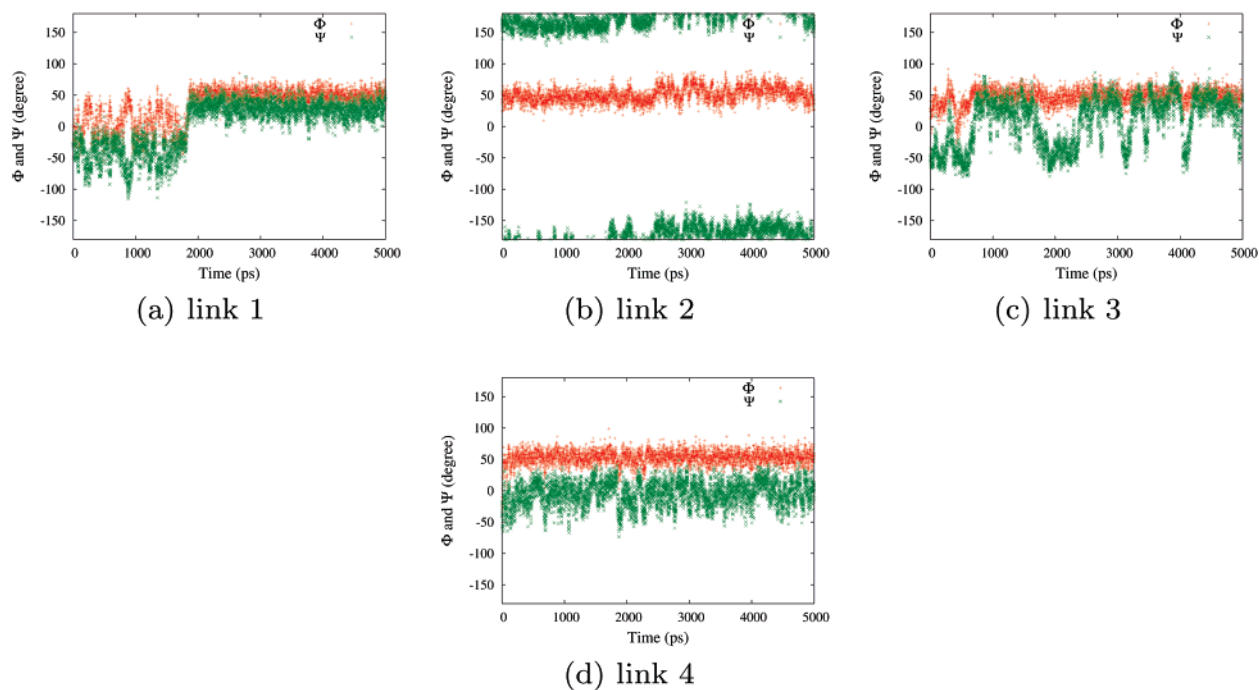 Φ and Ψ (degree)
150
100
50
0
-50
-100
-150
Φ
Ψ
0 1000 2000 3000 4000 5000
Time (ps)
(a) link 1
Φ and Ψ (degree)
150
100
50
0
-50
-100
-150
Φ
Ψ
0 1000 2000 3000 4000 5000
Time (ps)
(b) link 2
Φ and Ψ (degree)
150
100
50
0
-50
-100
-150
Φ
Ψ
0 1000 2000 3000 4000 5000
Time (ps)
(c) link 3
Φ and Ψ (degree)
150
100
50
0
-50
-100
-150
Φ
Ψ
0 1000 2000 3000 4000 5000
Time (ps)
(d) link 4